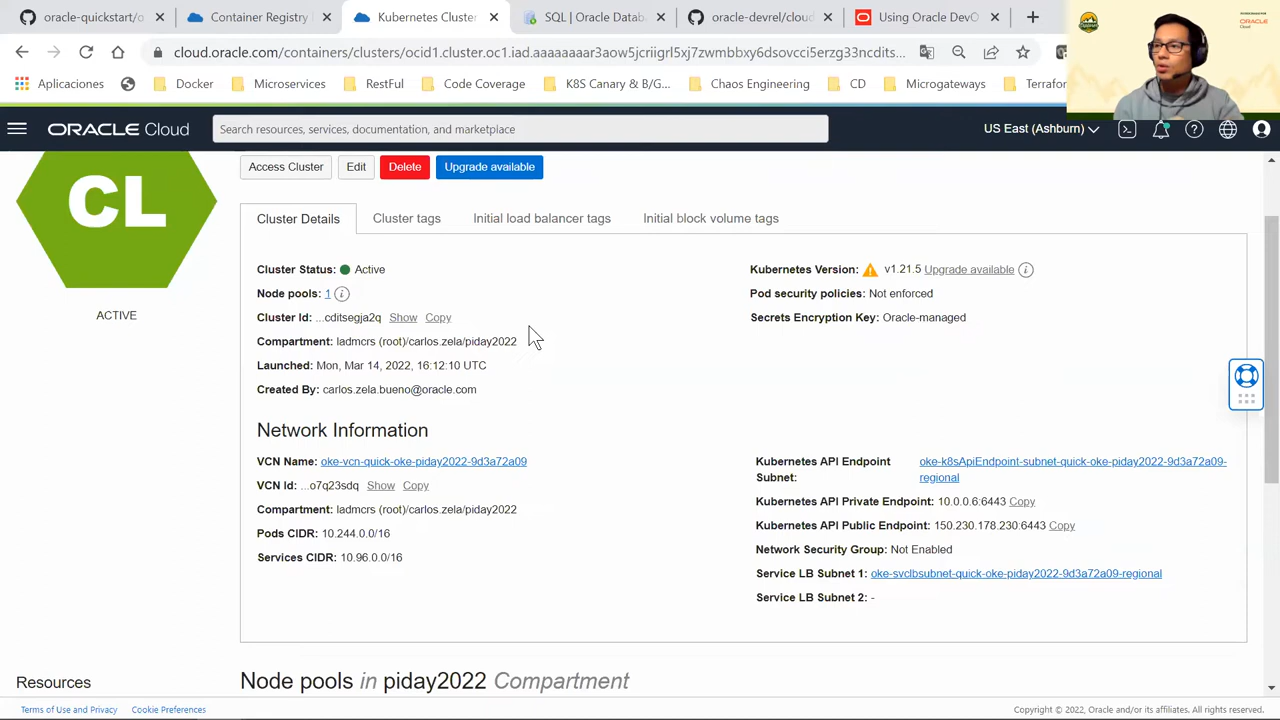 oracle-quickstart/o
Container Registry
Kubernetes Cluster
Oracle Datab
oracle-devrel/cloud
Using Oracle DevO
cloud.oracle.com/containers/clusters/ocid1.cluster.oc1.iad.aaaaaaaar3aow5jcriigrl5xj7zwmbbxy6dsovcci5erzg33ncdits
Aplicaciones
Docker
Microservices
RestFul
Code Coverage
K8S Canary & B/G...
Chaos Engineering
CD
Microgateways
Terrafor
ORACLE Cloud
Search resources, services, documentation, and marketplace
US East (Ashburn)
CL
ACTIVE
Access Cluster
Edit
Delete
Upgrade available
Cluster Details
Cluster tags
Initial load balancer tags
Initial block volume tags
Cluster Status: Active
Node pools: 1
Cluster Id: ...cditsegja2q Show Copy
Compartment: ladmcrs (root)/carlos.zela/piday2022
Launched: Mon, Mar 14, 2022, 16:12:10 UTC
Created By: carlos.zela.bueno@oracle.com
Kubernetes Version: v1.21.5 Upgrade available
Pod security policies: Not enforced
Secrets Encryption Key: Oracle-managed
Network Information
VCN Name: oke-vcn-quick-oke-piday2022-9d3a72a09
VCN Id: ...o7q23sdq Show Copy
Compartment: ladmcrs (root)/carlos.zela/piday2022
Pods CIDR: 10.244.0.0/16
Services CIDR: 10.96.0.0/16
Kubernetes API Endpoint Subnet: oke-k8sApiEndpoint-subnet-quick-oke-piday2022-9d3a72a09-regional
Kubernetes API Private Endpoint: 10.0.0.6:6443 Copy
Kubernetes API Public Endpoint: 150.230.178.230:6443 Copy
Network Security Group: Not Enabled
Service LB Subnet 1: oke-svclbsubnet-quick-oke-piday2022-9d3a72a09-regional
Service LB Subnet 2: -
Resources
Node pools in piday2022 Compartment
Terms of Use and Privacy
Cookie Preferences
Copyright © 2022, Oracle and/or its affiliates. All rights reserved.